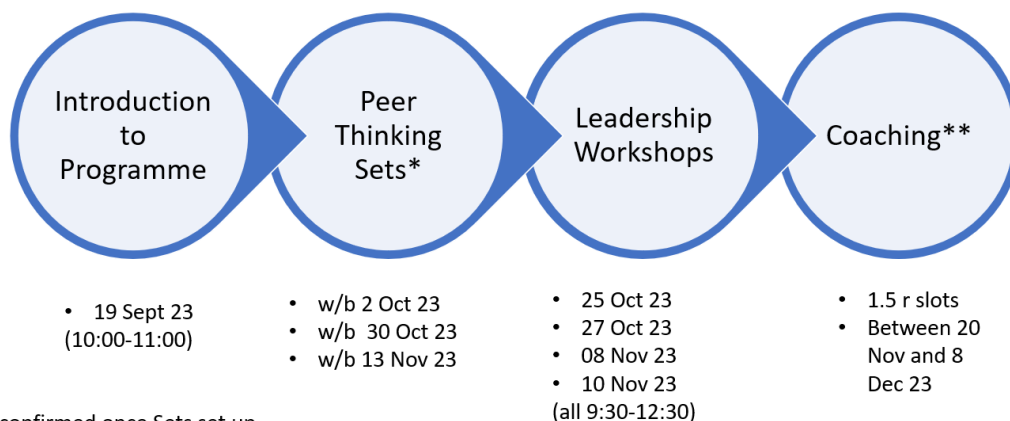 Introduction
to
Programme
Peer
Thinking
Sets*
Leadership
Workshops
Coaching**
• 19 Sept 23
(10:00-11:00)
• w/b 2 Oct 23
• w/b 30 Oct 23
• w/b 13 Nov 23
• 25 Oct 23
• 27 Oct 23
• 08 Nov 23
• 10 Nov 23
(all 9:30-12:30)
• 1.5 r slots
• Between 20
Nov and 8
Dec 23
confirmed once Sets set up